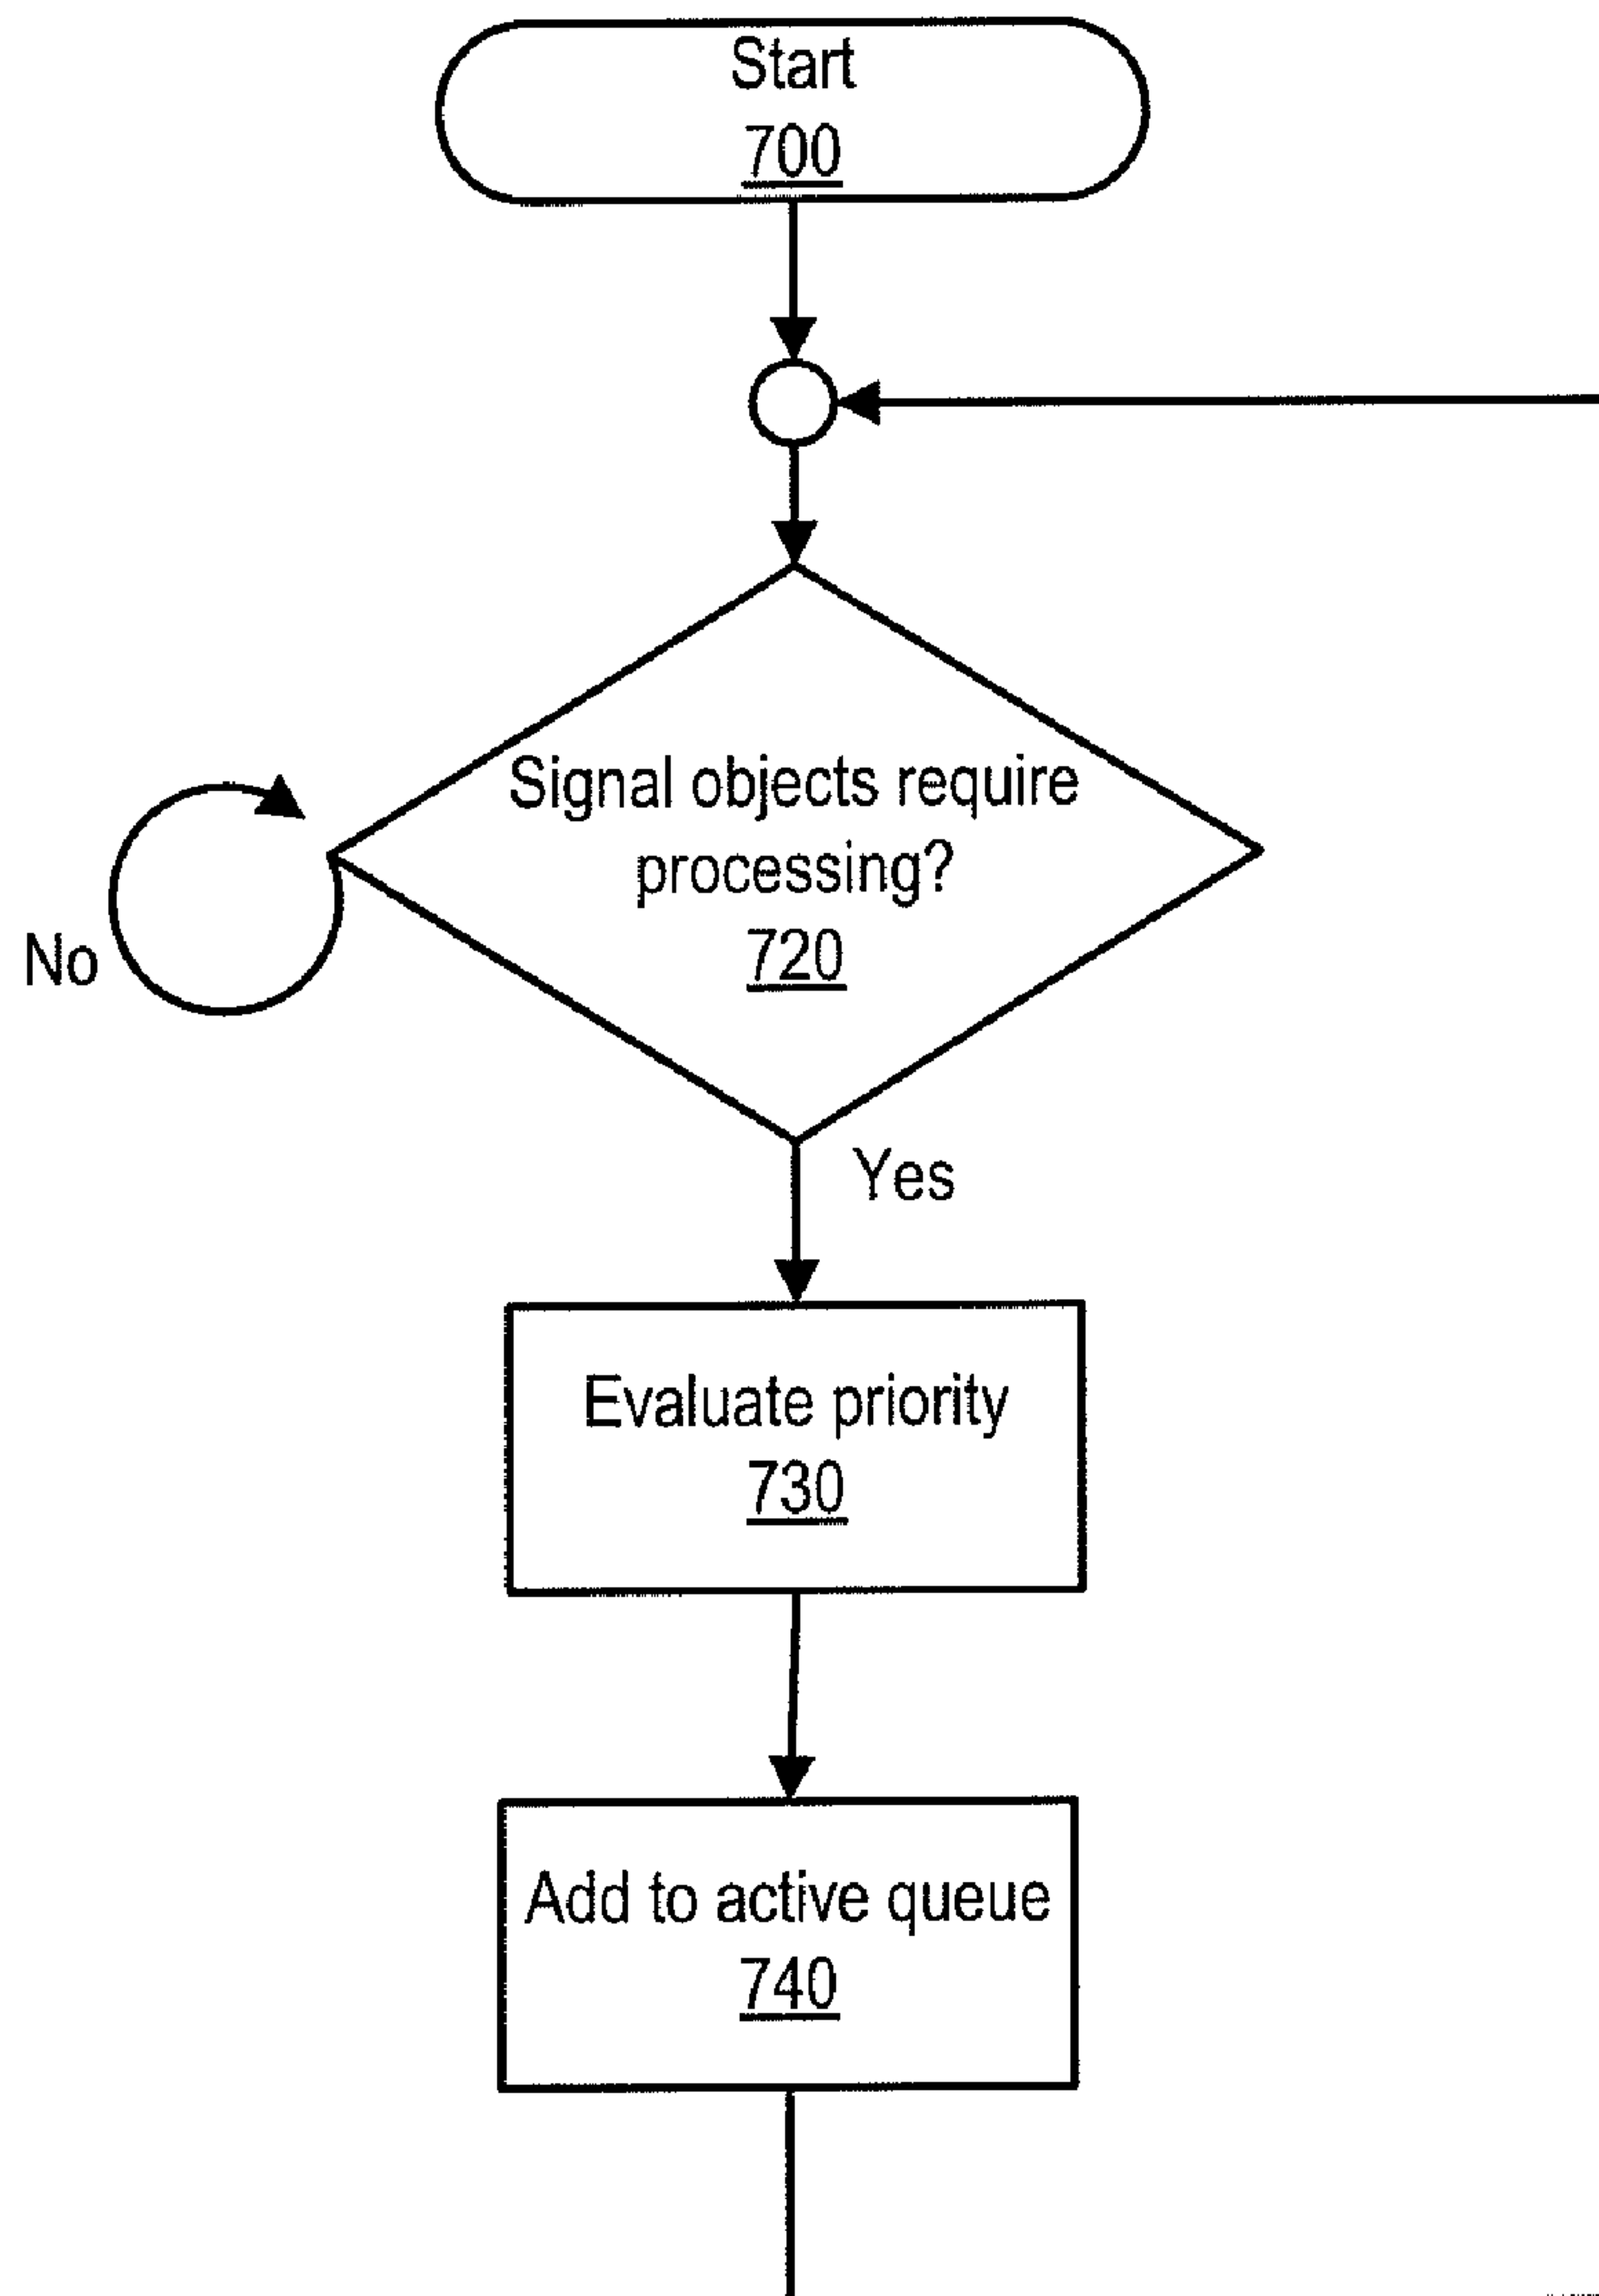 Start
700
Signal objects require
processing?
720
No
Yes
Evaluate priority
730
Add to active queue
740